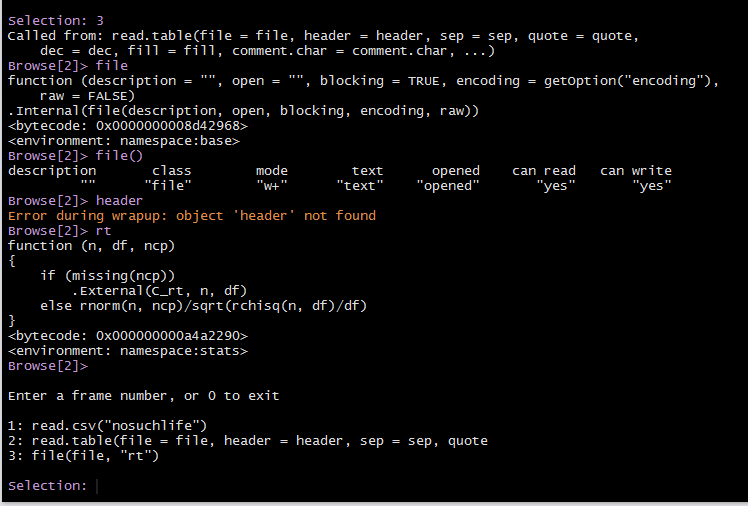 Selection: 3
Called from: read.table(file = file, header = header, sep = sep, quote = quote,
    dec = dec, fill = fill, comment.char = comment.char, ...)
Browse[2]> file
function (description = "", open = "", blocking = TRUE, encoding = getOption("encoding"),
    raw = FALSE)
.Internal(file(description, open, blocking, encoding, raw))
<bytecode: 0x0000000008d42968>
<environment: namespace:base>
Browse[2]> file()
description       class        mode        text      opened    can read   can write
         ""      "file"        "w+"      "text"    "opened"       "yes"       "yes"
Browse[2]> header
Error during wrapup: object 'header' not found
Browse[2]> rt
function (n, df, ncp)
{
    if (missing(ncp))
        .External(C_rt, n, df)
    else rnorm(n, ncp)/sqrt(rchisq(n, df)/df)
}
<bytecode: 0x000000000a4a2290>
<environment: namespace:stats>
Browse[2]>
Enter a frame number, or 0 to exit
1: read.csv("nosuchlife")
2: read.table(file = file, header = header, sep = sep, quote
3: file(file, "rt")
Selection: